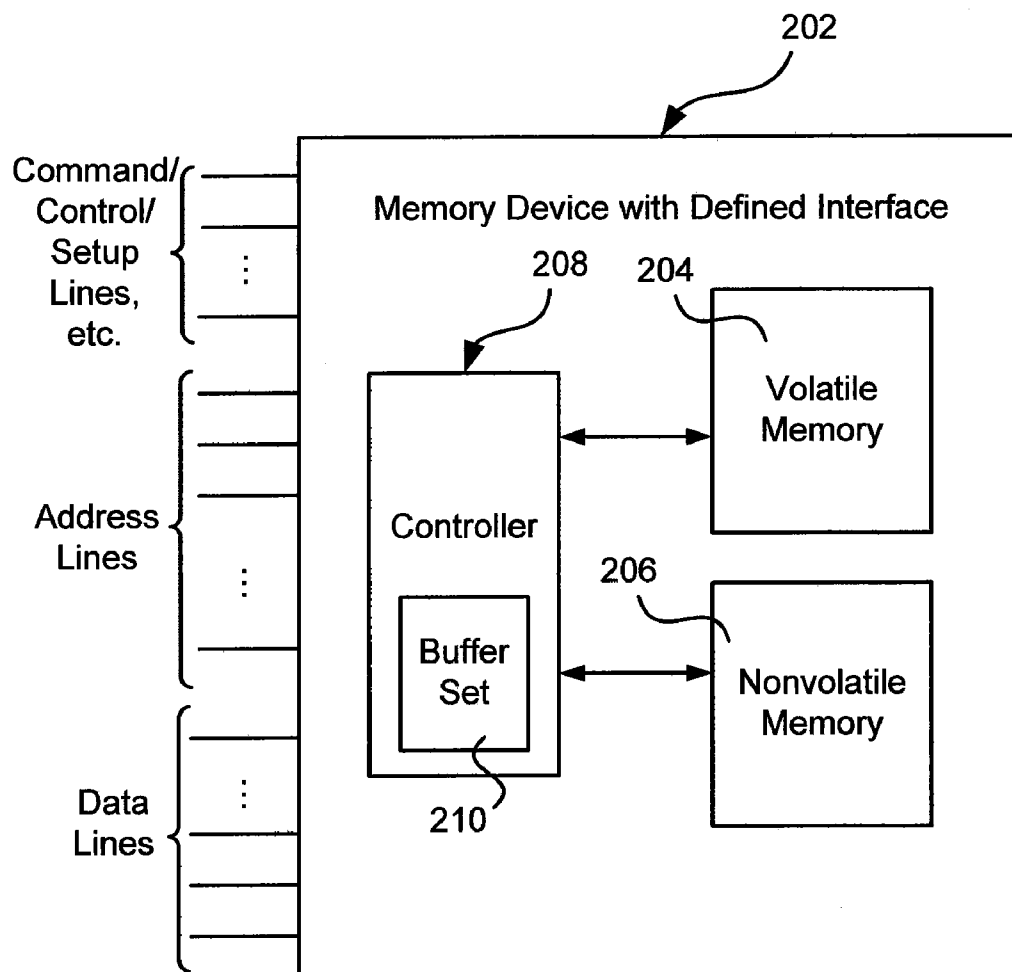 202
Command/
Control/
Setup
Lines,
etc.
Memory Device with Defined Interface
208
204
Volatile
Memory
Address
Lines
Controller
206
Buffer
Set
Nonvolatile
Memory
Data
Lines
210